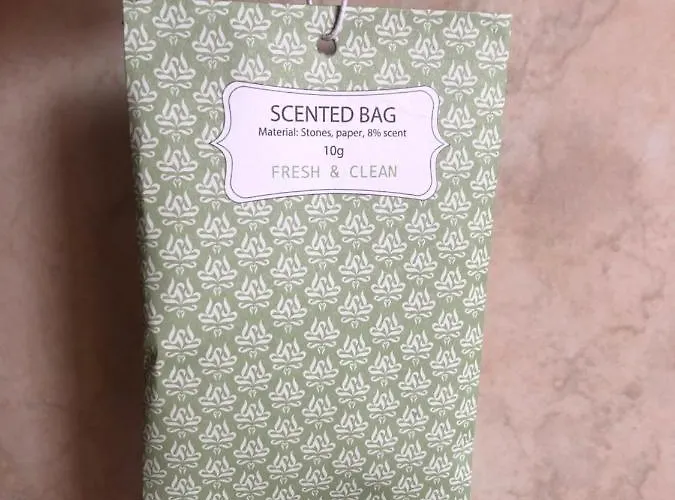 SCENTED BAG
Material: Stones, paper, 8% scent
10g
FRESH & CLEAN